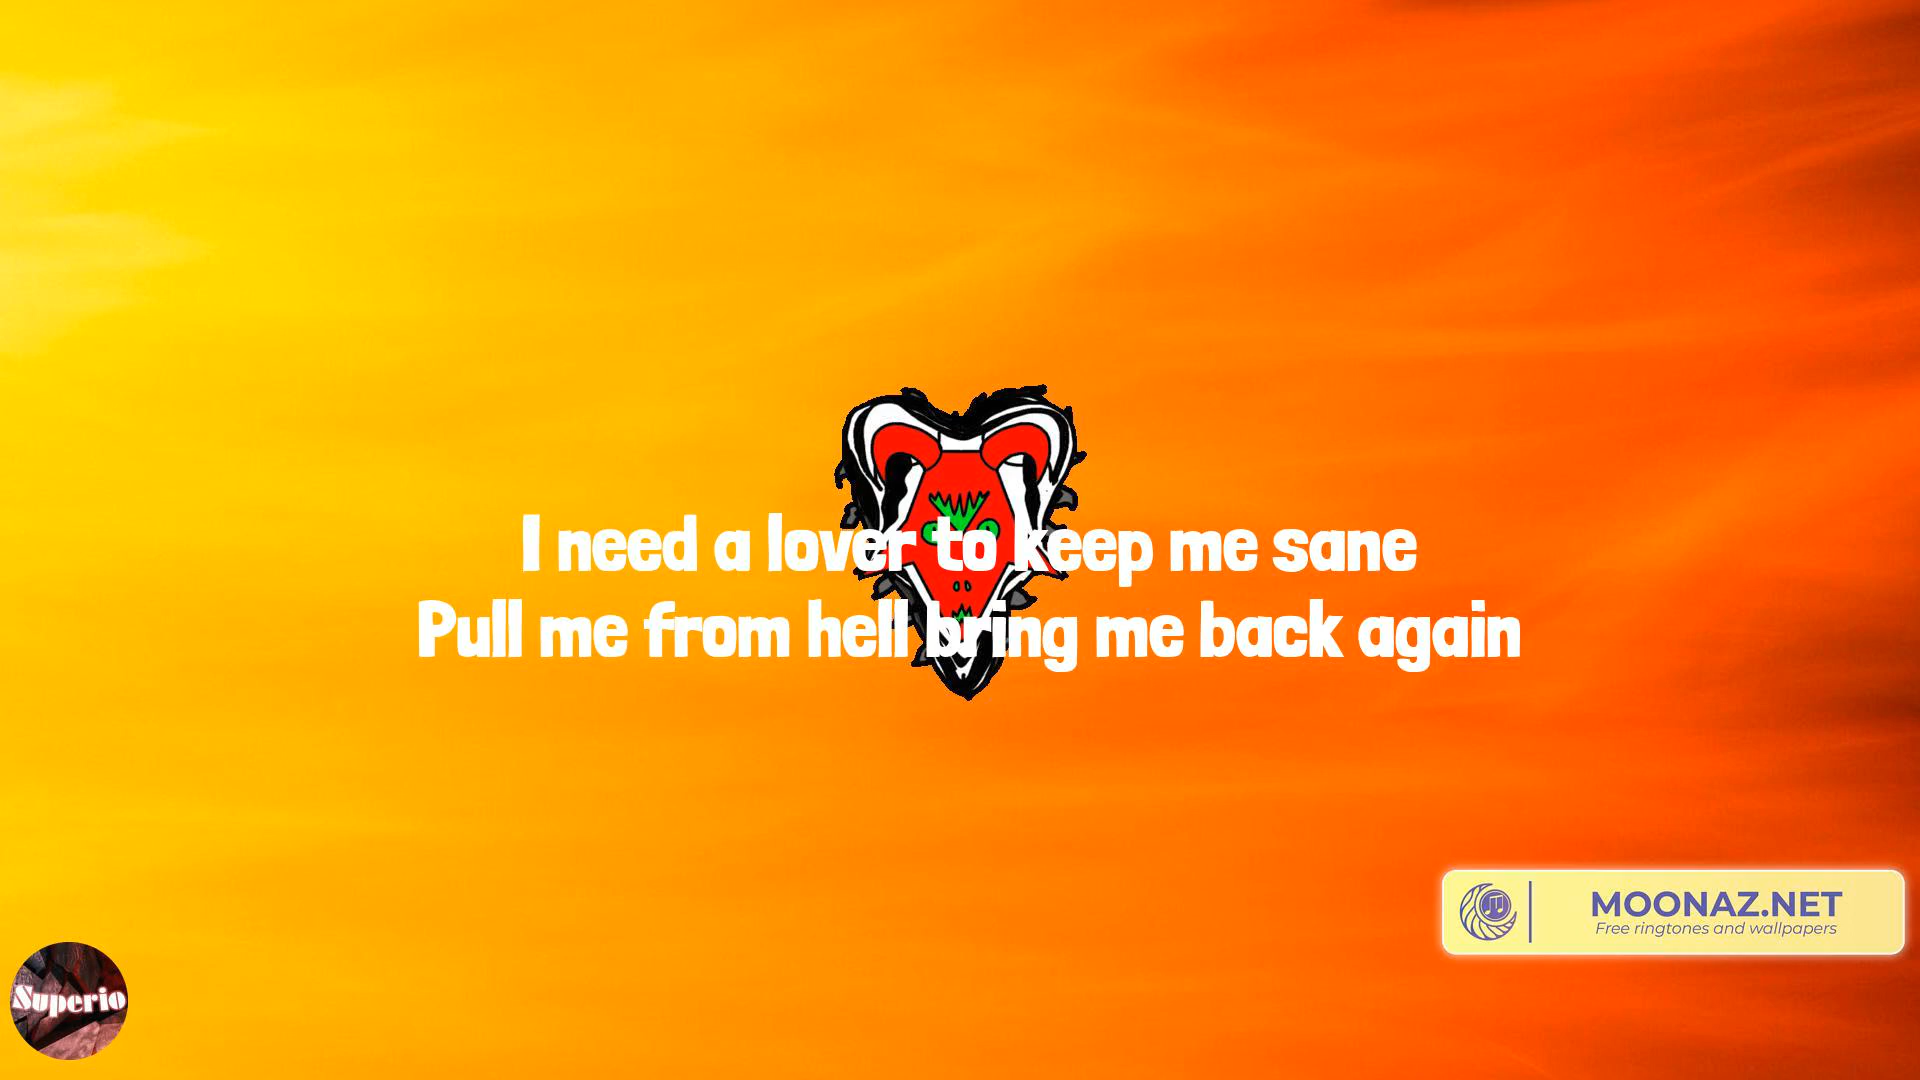 I need a lover to keep me sane
Pull me from hell bring me back again
MOONAZ.NET
Free ringtones and wallpapers
Superio